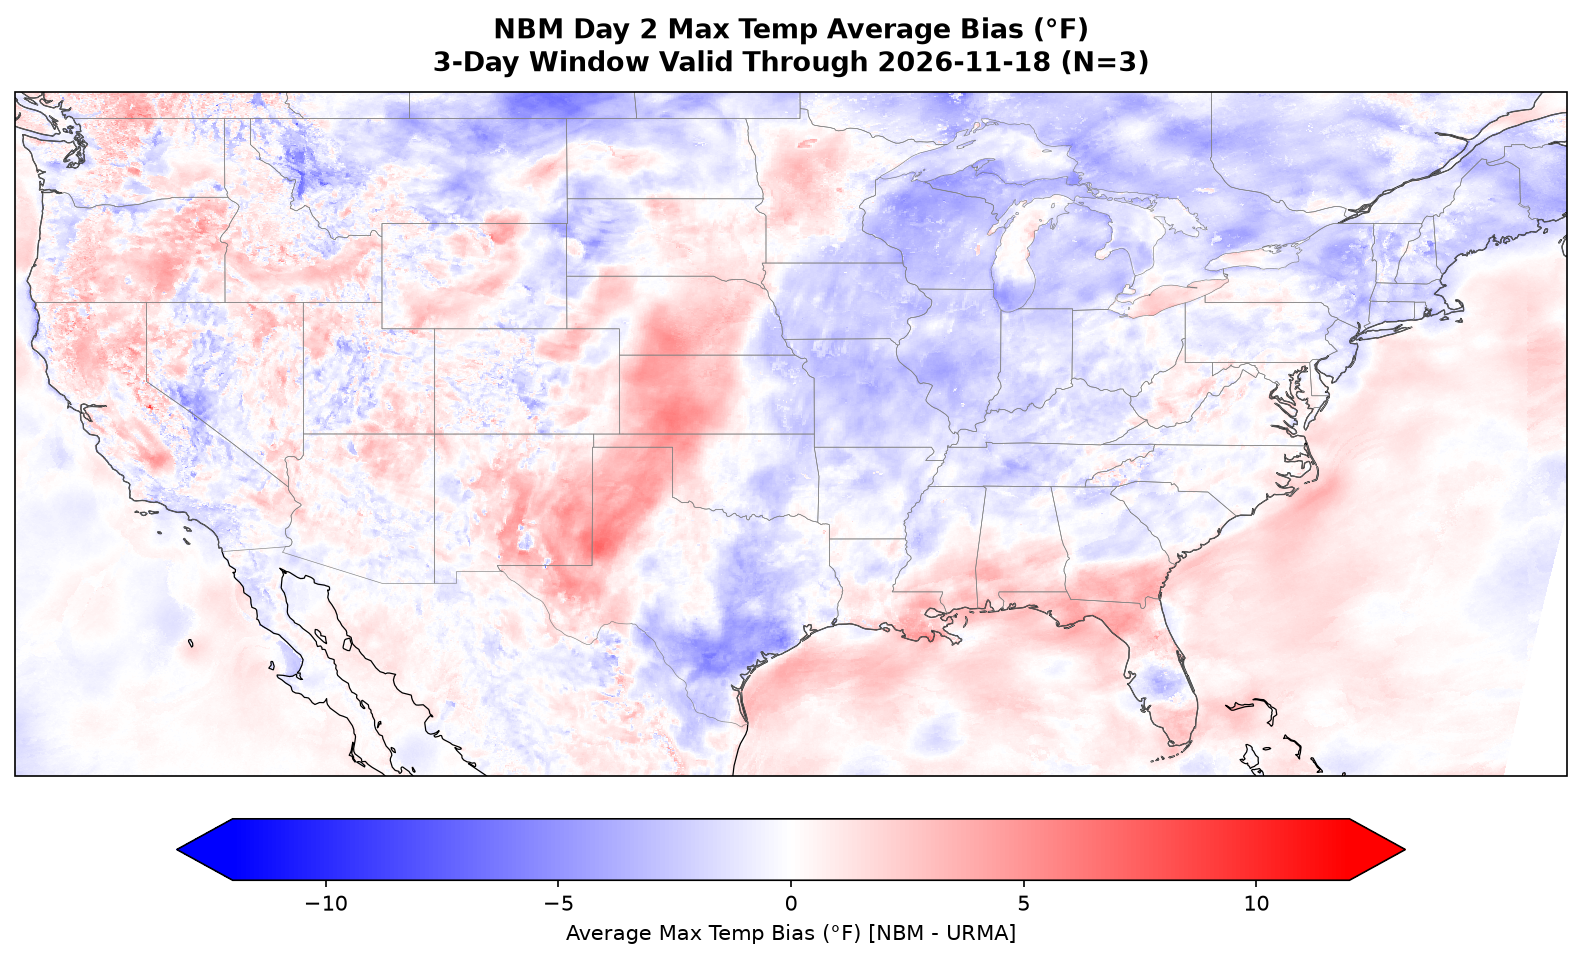 NBM Day 2 Max Temp Average Bias (°F)
3-Day Window Valid Through 2026-11-18 (N=3)
−10 −5 0 5 10
Average Max Temp Bias (°F) [NBM - URMA]